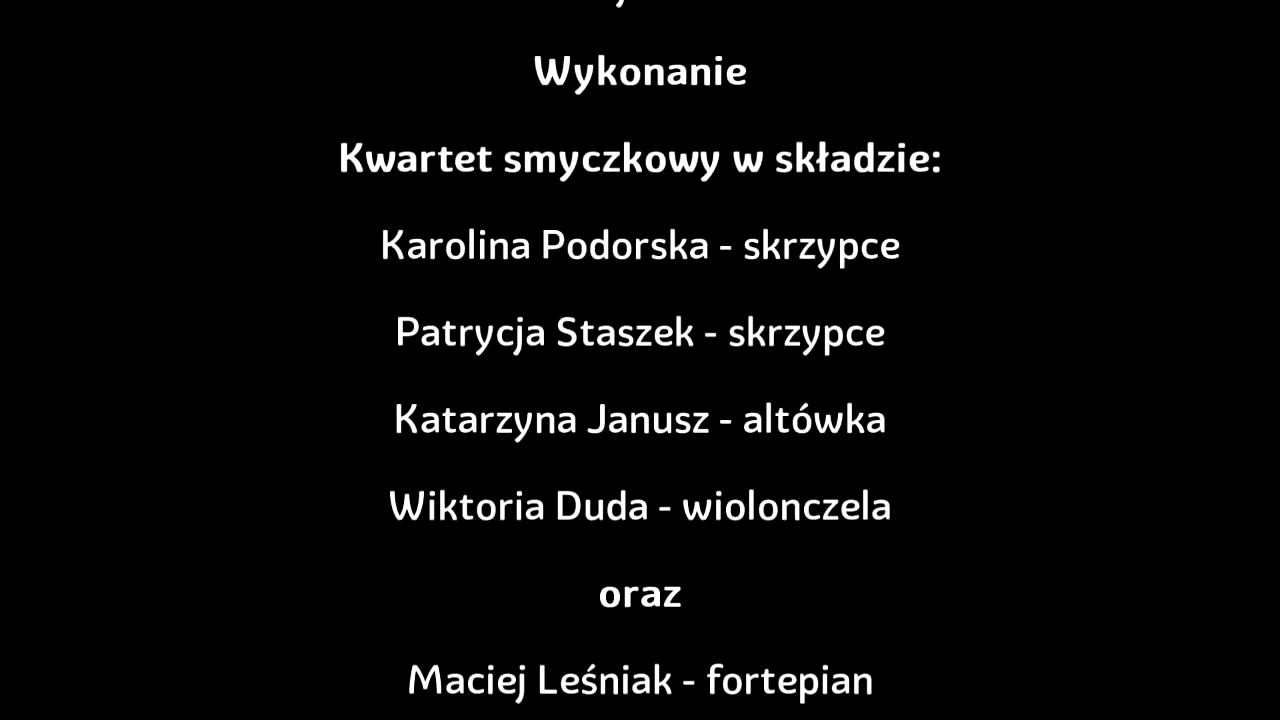 Wykonanie
Kwartet smyczkowy w składzie:
Karolina Podorska - skrzypce
Patrycja Staszek - skrzypce
Katarzyna Janusz - altówka
Wiktoria Duda - wiolonczela
oraz
Maciej Leśniak - fortepian